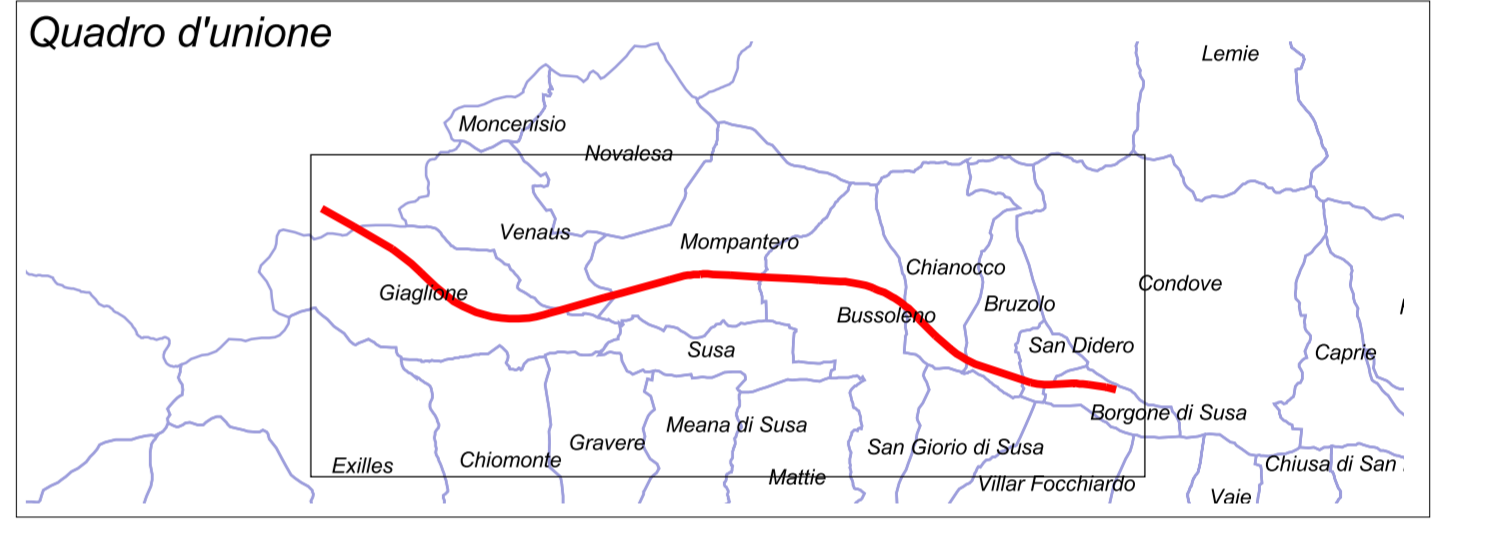 Quadro d'unione
Lemie
Moncenisio
Novalesa
Venaus
Mompantero
Chianocco
Condove
Giaglione
Bruzolo
Bussoleno
San Didero
Susa
Caprie
Borgone di Susa
Meana di Susa
Gravere
San Giorio di Susa
Chiomonte
Exilles
Chiusa di San
Mattie
Villar Focchiardo
Vaie